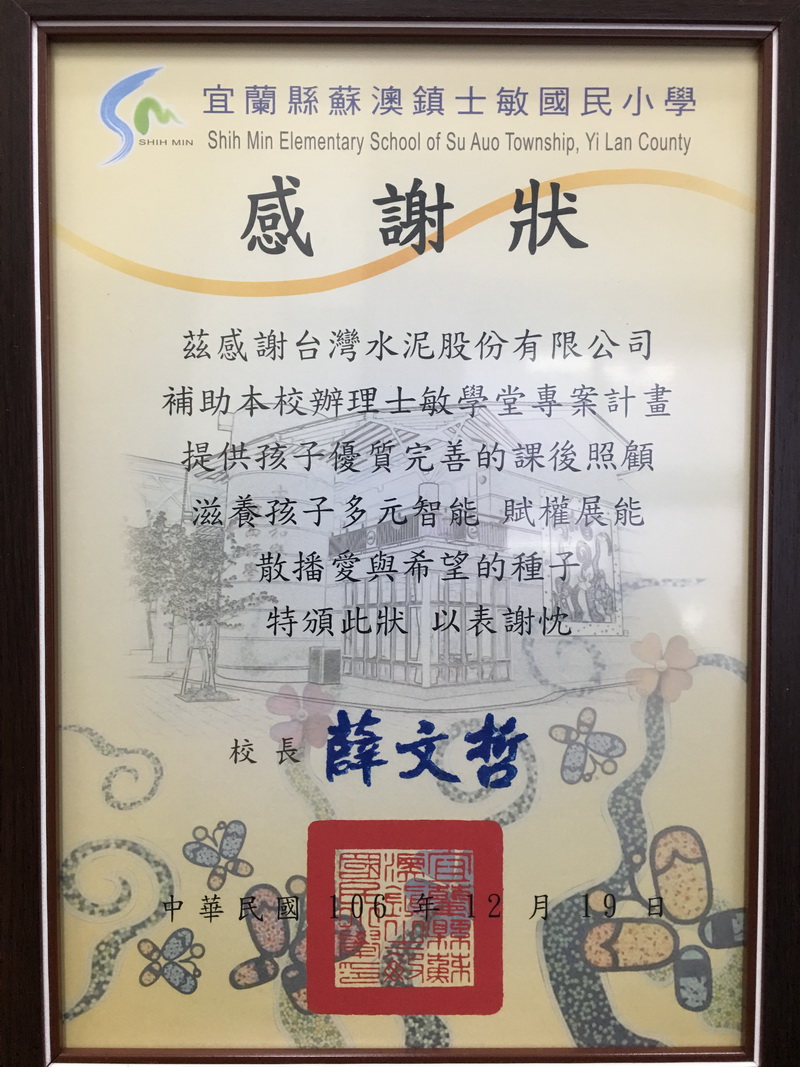 SHIH MIN
宜蘭縣蘇澳鎮士敏國民小學
Shih Min Elementary School of Su Auo Township, Yi Lan County
感謝狀
茲感謝台灣水泥股份有限公司
補助本校辦理士敏學堂專案計畫
提供孩子優質完善的課後照顧
滋養孩子多元智能 賦權展能
散播愛與希望的種子
特頒此狀 以表謝忱
校長 薛文哲
中華民國 106 年 12 月 19 日